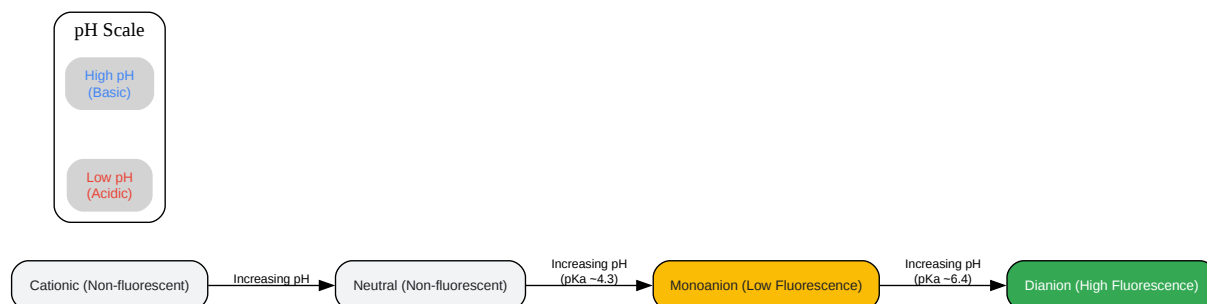 pH Scale
High pH
(Basic)
Low pH
(Acidic)
Cationic (Non-fluorescent)
Increasing pH
Neutral (Non-fluorescent)
Increasing pH
(pKa ~4.3)
Monoanion (Low Fluorescence)
Increasing pH
(pKa ~6.4)
Dianion (High Fluorescence)